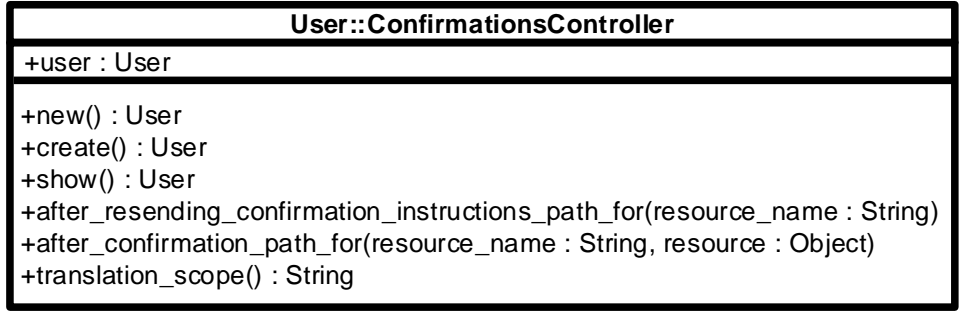 User::ConfirmationsController
+user : User
+new() : User
+create() : User
+show() : User
+after_resending_confirmation_instructions_path_for(resource_name : String)
+after_confirmation_path_for(resource_name : String, resource : Object)
+translation_scope() : String